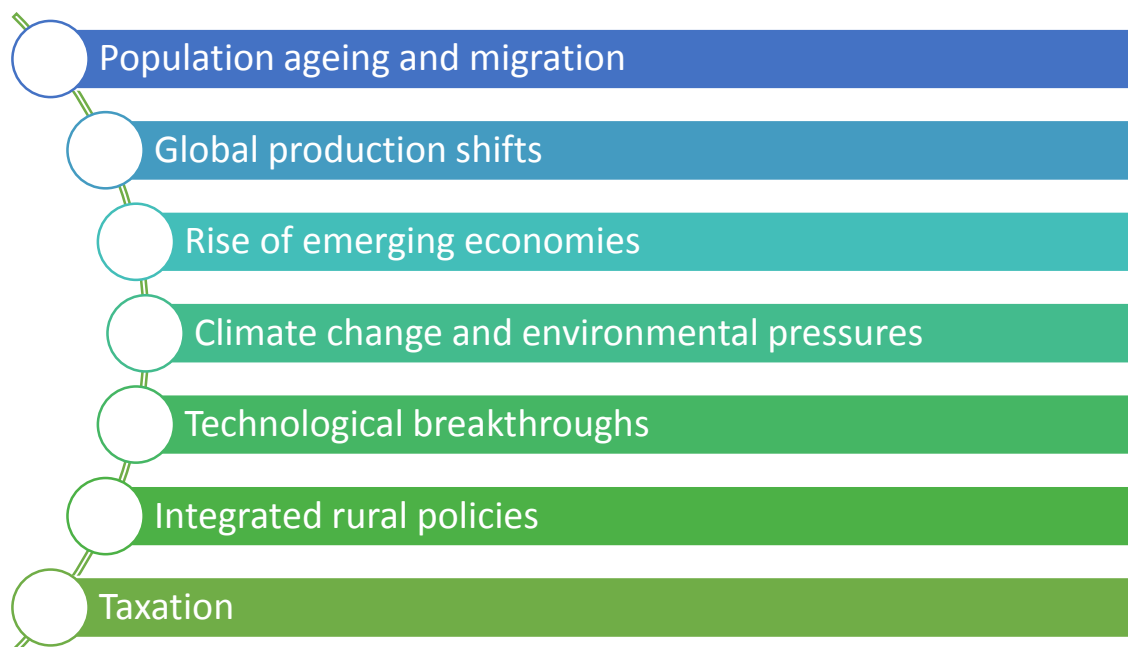 Population ageing and migration
Global production shifts
Rise of emerging economies
Climate change and environmental pressures
Technological breakthroughs
Integrated rural policies
Taxation